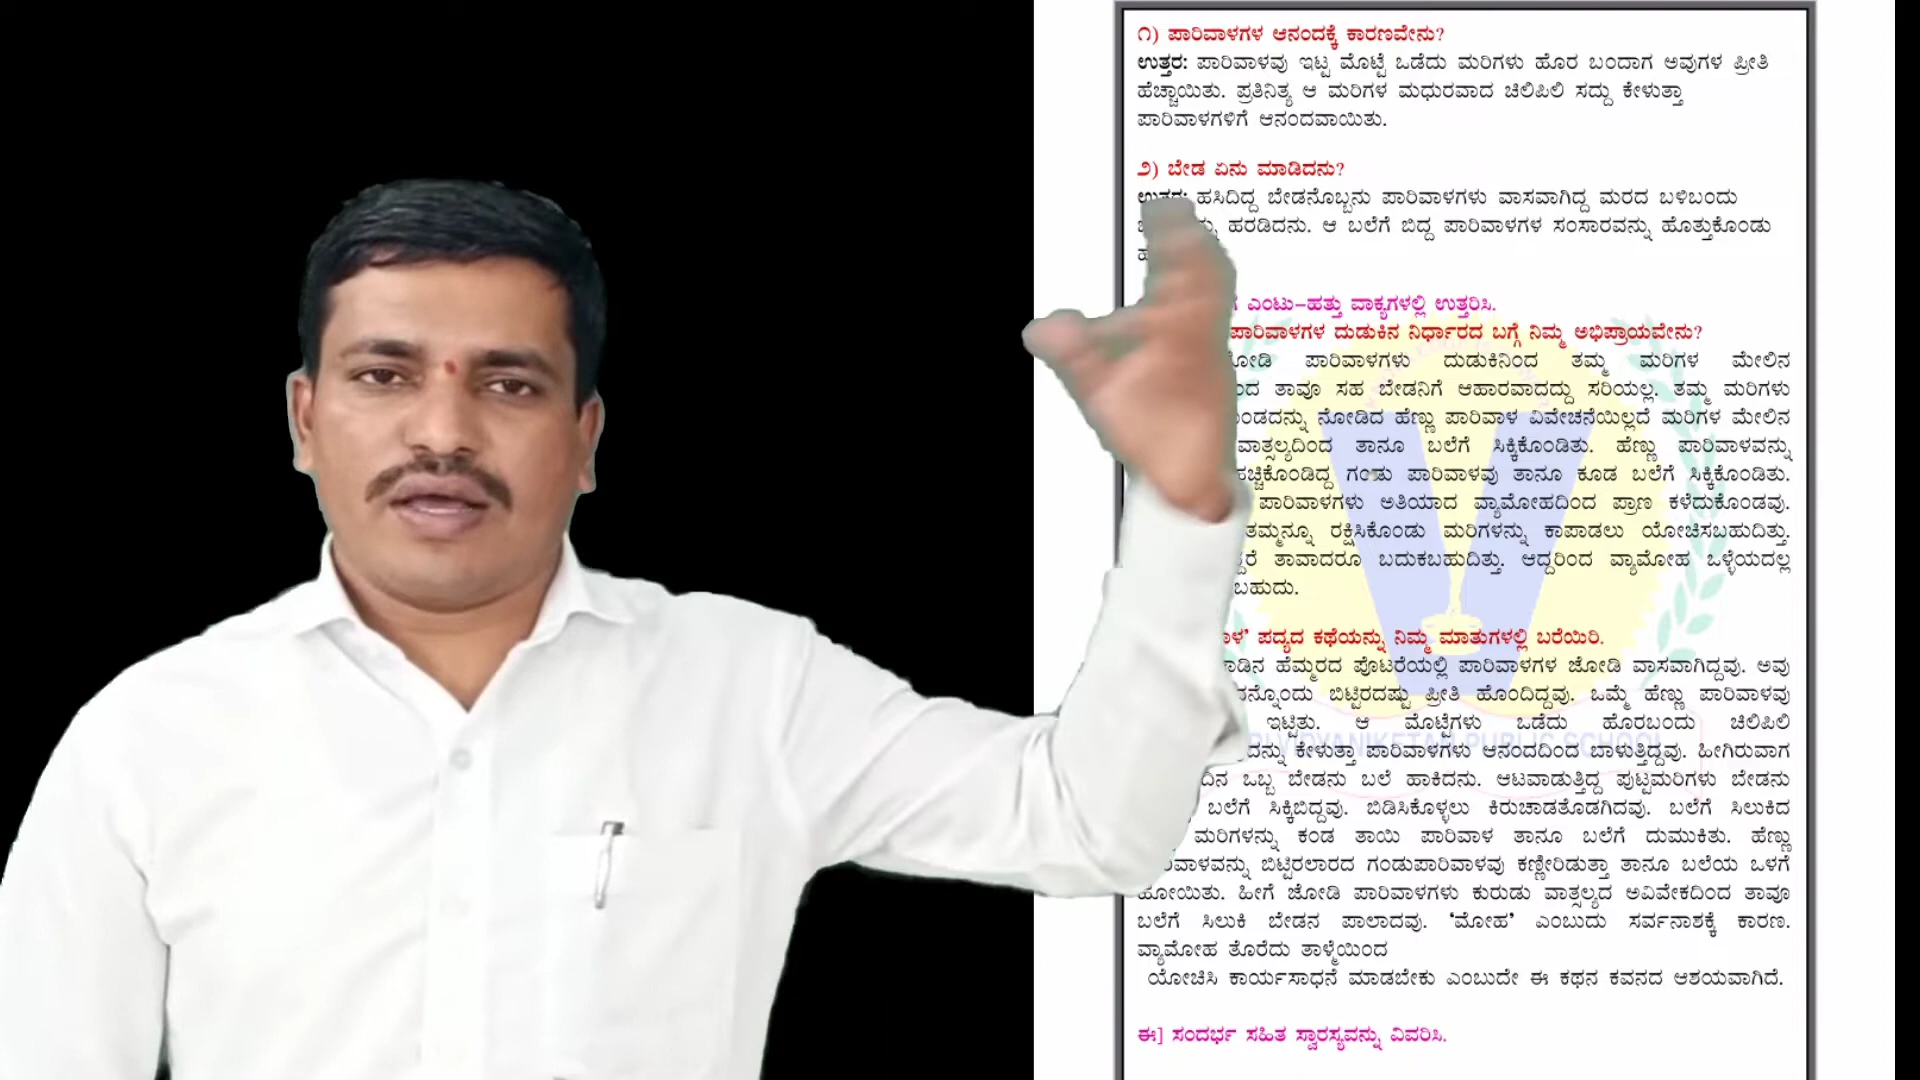 ೧) ಪಾರಿವಾಳಗಳ ಆನಂದಕ್ಕೆ ಕಾರಣವೇನು?
ಉತ್ತರ: ಪಾರಿವಾಳವು ಇಟ್ಟ ಮೊಟ್ಟೆ ಒಡೆದು ಮರಿಗಳು ಹೊರ ಬಂದಾಗ ಅವುಗಳ ಪ್ರೀತಿ
ಹೆಚ್ಚಾಯಿತು. ಪ್ರತಿನಿತ್ಯ ಆ ಮರಿಗಳ ಮಧುರವಾದ ಚಿಲಿಪಿಲಿ ಸದ್ದು ಕೇಳುತ್ತಾ
ಪಾರಿವಾಳಗಳಿಗೆ ಆನಂದವಾಯಿತು.
೨) ಬೇಡ ಏನು ಮಾಡಿದನು?
ಉತ್ತರ: ಹಸಿದಿದ್ದ ಬೇಡನೊಬ್ಬನು ಪಾರಿವಾಳಗಳು ವಾಸವಾಗಿದ್ದ ಮರದ ಬಳಿಬಂದು
ಹರಡಿದನು. ಆ ಬಲೆಗೆ ಬಿದ್ದ ಪಾರಿವಾಳಗಳ ಸಂಸಾರವನ್ನು ಹೊತ್ತುಕೊಂಡು
ಎಂಟು–ಹತ್ತು ವಾಕ್ಯಗಳಲ್ಲಿ ಉತ್ತರಿಸಿ.
ಪಾರಿವಾಳಗಳ ದುಡುಕಿನ ನಿರ್ಧಾರದ ಬಗ್ಗೆ ನಿಮ್ಮ ಅಭಿಪ್ರಾಯವೇನು?
ಪಾರಿವಾಳಗಳು ದುಡುಕಿನಿಂದ ತಮ್ಮ ಮರಿಗಳ ಮೇಲಿನ
ತಾವೂ ಸಹ ಬೇಡನಿಗೆ ಆಹಾರವಾದದ್ದು ಸರಿಯಲ್ಲ. ತಮ್ಮ ಮರಿಗಳು
ನೋಡಿದ ಹೆಣ್ಣು ಪಾರಿವಾಳ ವಿವೇಚನೆಯಿಲ್ಲದೆ ಮರಿಗಳ ಮೇಲಿನ
ವಾತ್ಸಲ್ಯದಿಂದ ತಾನೂ ಬಲೆಗೆ ಸಿಕ್ಕಿಕೊಂಡಿತು. ಹೆಣ್ಣು ಪಾರಿವಾಳವನ್ನು
ಗಂಡು ಪಾರಿವಾಳವು ತಾನೂ ಕೂಡ ಬಲೆಗೆ ಸಿಕ್ಕಿಕೊಂಡಿತು.
ಪಾರಿವಾಳಗಳು ಅತಿಯಾದ ವ್ಯಾಮೋಹದಿಂದ ಪ್ರಾಣ ಕಳೆದುಕೊಂಡವು.
ತಮ್ಮನ್ನೂ ರಕ್ಷಿಸಿಕೊಂಡು ಮರಿಗಳನ್ನು ಕಾಪಾಡಲು ಯೋಚಿಸಬಹುದಿತ್ತು.
ತಾವಾದರೂ ಬದುಕಬಹುದಿತ್ತು. ಆದ್ದರಿಂದ ವ್ಯಾಮೋಹ ಒಳ್ಳೆಯದಲ್ಲ
ಪದ್ಯದ ಕಥೆಯನ್ನು ನಿಮ್ಮ ಮಾತುಗಳಲ್ಲಿ ಬರೆಯಿರಿ.
ಹೆಮ್ಮರದ ಪೊಟರೆಯಲ್ಲಿ ಪಾರಿವಾಳಗಳ ಜೋಡಿ ವಾಸವಾಗಿದ್ದವು. ಅವು
ಬಿಟ್ಟಿರದಷ್ಟು ಪ್ರೀತಿ ಹೊಂದಿದ್ದವು. ಒಮ್ಮೆ ಹೆಣ್ಣು ಪಾರಿವಾಳವು
ಇಟ್ಟಿತು. ಆ ಮೊಟ್ಟೆಗಳು ಒಡೆದು ಹೊರಬಂದು ಚಿಲಿಪಿಲಿ
ಕೇಳುತ್ತಾ ಪಾರಿವಾಳಗಳು ಆನಂದದಿಂದ ಬಾಳುತ್ತಿದ್ದವು. ಹೀಗಿರುವಾಗ
ಒಬ್ಬ ಬೇಡನು ಬಲೆ ಹಾಕಿದನು. ಆಟವಾಡುತ್ತಿದ್ದ ಪುಟ್ಟಮರಿಗಳು ಬೇಡನು
ಬಲೆಗೆ ಸಿಕ್ಕಿಬಿದ್ದವು. ಬಿಡಿಸಿಕೊಳ್ಳಲು ಕಿರುಚಾಡತೊಡಗಿದವು. ಬಲೆಗೆ ಸಿಲುಕಿದ
ಮರಿಗಳನ್ನು ಕಂಡ ತಾಯಿ ಪಾರಿವಾಳ ತಾನೂ ಬಲೆಗೆ ದುಮುಕಿತು. ಹೆಣ್ಣು
ಬಿಟ್ಟಿರಲಾರದ ಗಂಡುಪಾರಿವಾಳವು ಕಣ್ಣೀರಿಡುತ್ತಾ ತಾನೂ ಬಲೆಯ ಒಳಗೆ
ಹೋಯಿತು. ಹೀಗೆ ಜೋಡಿ ಪಾರಿವಾಳಗಳು ಕುರುಡು ವಾತ್ಸಲ್ಯದ ಅವಿವೇಕದಿಂದ ತಾವೂ
ಬಲೆಗೆ ಸಿಲುಕಿ ಬೇಡನ ಪಾಲಾದವು. ‘ಮೋಹ’ ಎಂಬುದು ಸರ್ವನಾಶಕ್ಕೆ ಕಾರಣ.
ವ್ಯಾಮೋಹ ತೊರೆದು ತಾಳ್ಮೆಯಿಂದ
ಯೋಚಿಸಿ ಕಾರ್ಯಸಾಧನೆ ಮಾಡಬೇಕು ಎಂಬುದೇ ಈ ಕಥನ ಕವನದ ಆಶಯವಾಗಿದೆ.
ಈ] ಸಂದರ್ಭ ಸಹಿತ ಸ್ವಾರಸ್ಯವನ್ನು ವಿವರಿಸಿ.